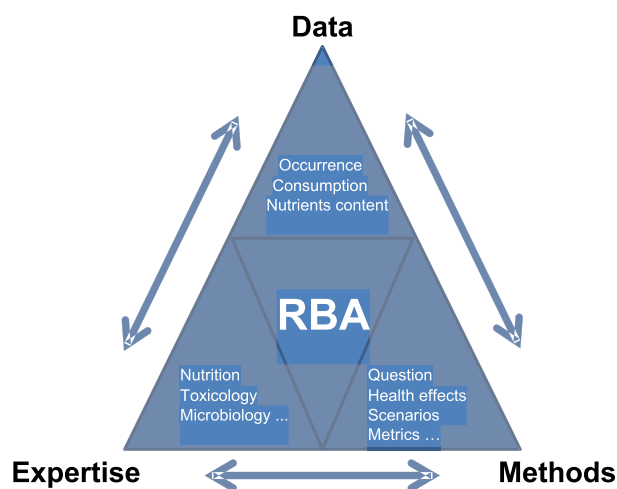 Data
Occurrence
Consumption
Nutrients content
RBA
Nutrition
Toxicology
Microbiology ...
Question
Health effects
Scenarios
Metrics …
Expertise
Methods